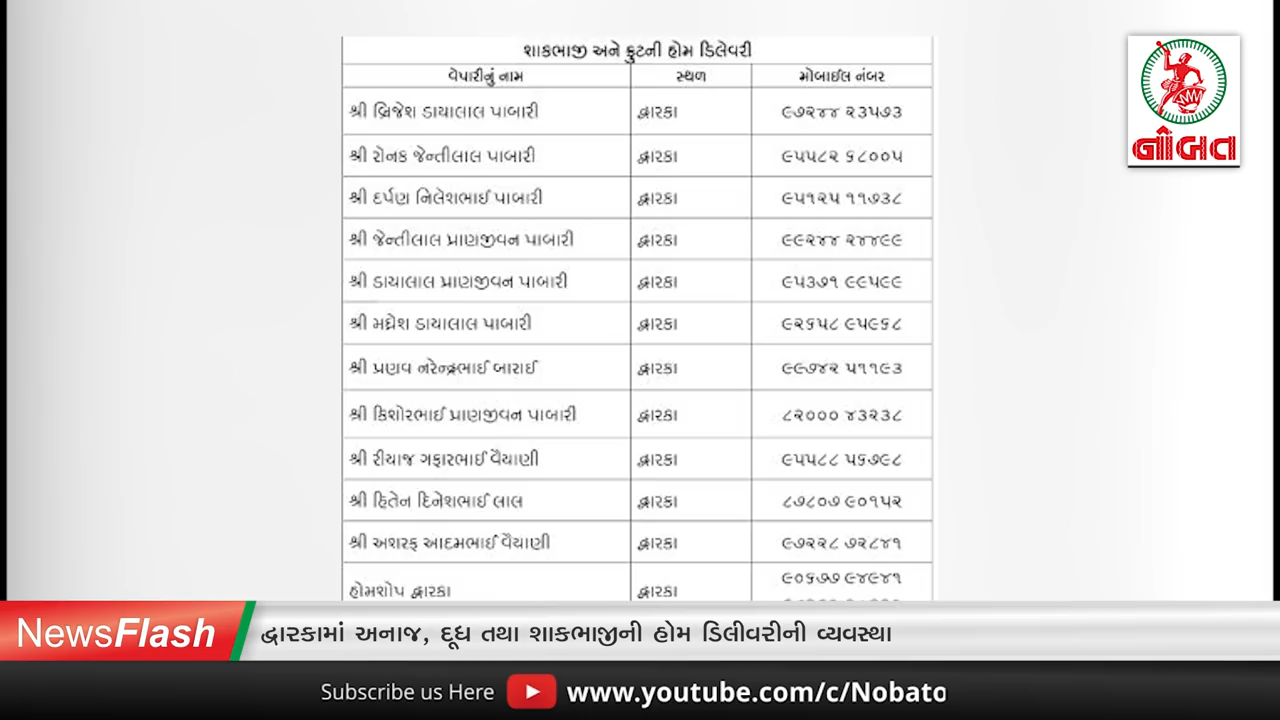 શાકભાજી અને ફ્રુટની હોમ ડિલેવરી
વેપારીનું નામ સ્થળ મોબાઈલ નંબર
શ્રી બ્રિજેશ ડાયાલાલ પાબારી દ્વારકા ૯૭૨૪૪ ૨૩૫૭૩
શ્રી રોનક જેન્તીલાલ પાબારી દ્વારકા ૯૫૫૮૨ ૬૮૦૦૫
શ્રી દર્પણ નિલેશભાઈ પાબારી દ્વારકા ૯૫૧૨૫ ૧૧૭૩૮
શ્રી જેન્તીલાલ પ્રાણજીવન પાબારી દ્વારકા ૯૯૨૪૪ ૨૪૪૯૯
શ્રી ડાયાલાલ પ્રાણજીવન પાબારી દ્વારકા ૯૫૩૭૧ ૯૯૫૯૯
શ્રી મગ્નેશ ડાયાલાલ પાબારી દ્વારકા ૯૨૬૫૮ ૯૫૯૬૮
શ્રી પ્રણવ નરેન્દ્રભાઈ બારાઈ દ્વારકા ૯૯૭૪૨ ૫૧૧૯૩
શ્રી કિશોરભાઈ પ્રાણજીવન પાબારી દ્વારકા ૮૨૦૦૦ ૪૩૨૩૮
શ્રી રીયાજ ગફારભાઈ વૈયાણી દ્વારકા ૯૫૫૮૮ ૫૬૭૯૮
શ્રી હિતેન દિનેશભાઈ લાલ દ્વારકા ૮૭૮૦૭ ૯૦૧૫૨
શ્રી અશરફ આદમભાઈ વૈયાણી દ્વારકા ૯૭૨૨૮ ૭૨૮૪૧
હોમશોપ દ્વારકા દ્વારકા ૯૦૬૭૭ ૯૪૯૪૧
નોબત
NewsFlash દ્વારકામાં અનાજ, દૂધ તથા શાકભાજીની હોમ ડિલીવરીની વ્યવસ્થા
Subscribe us Here www.youtube.com/c/Nobato